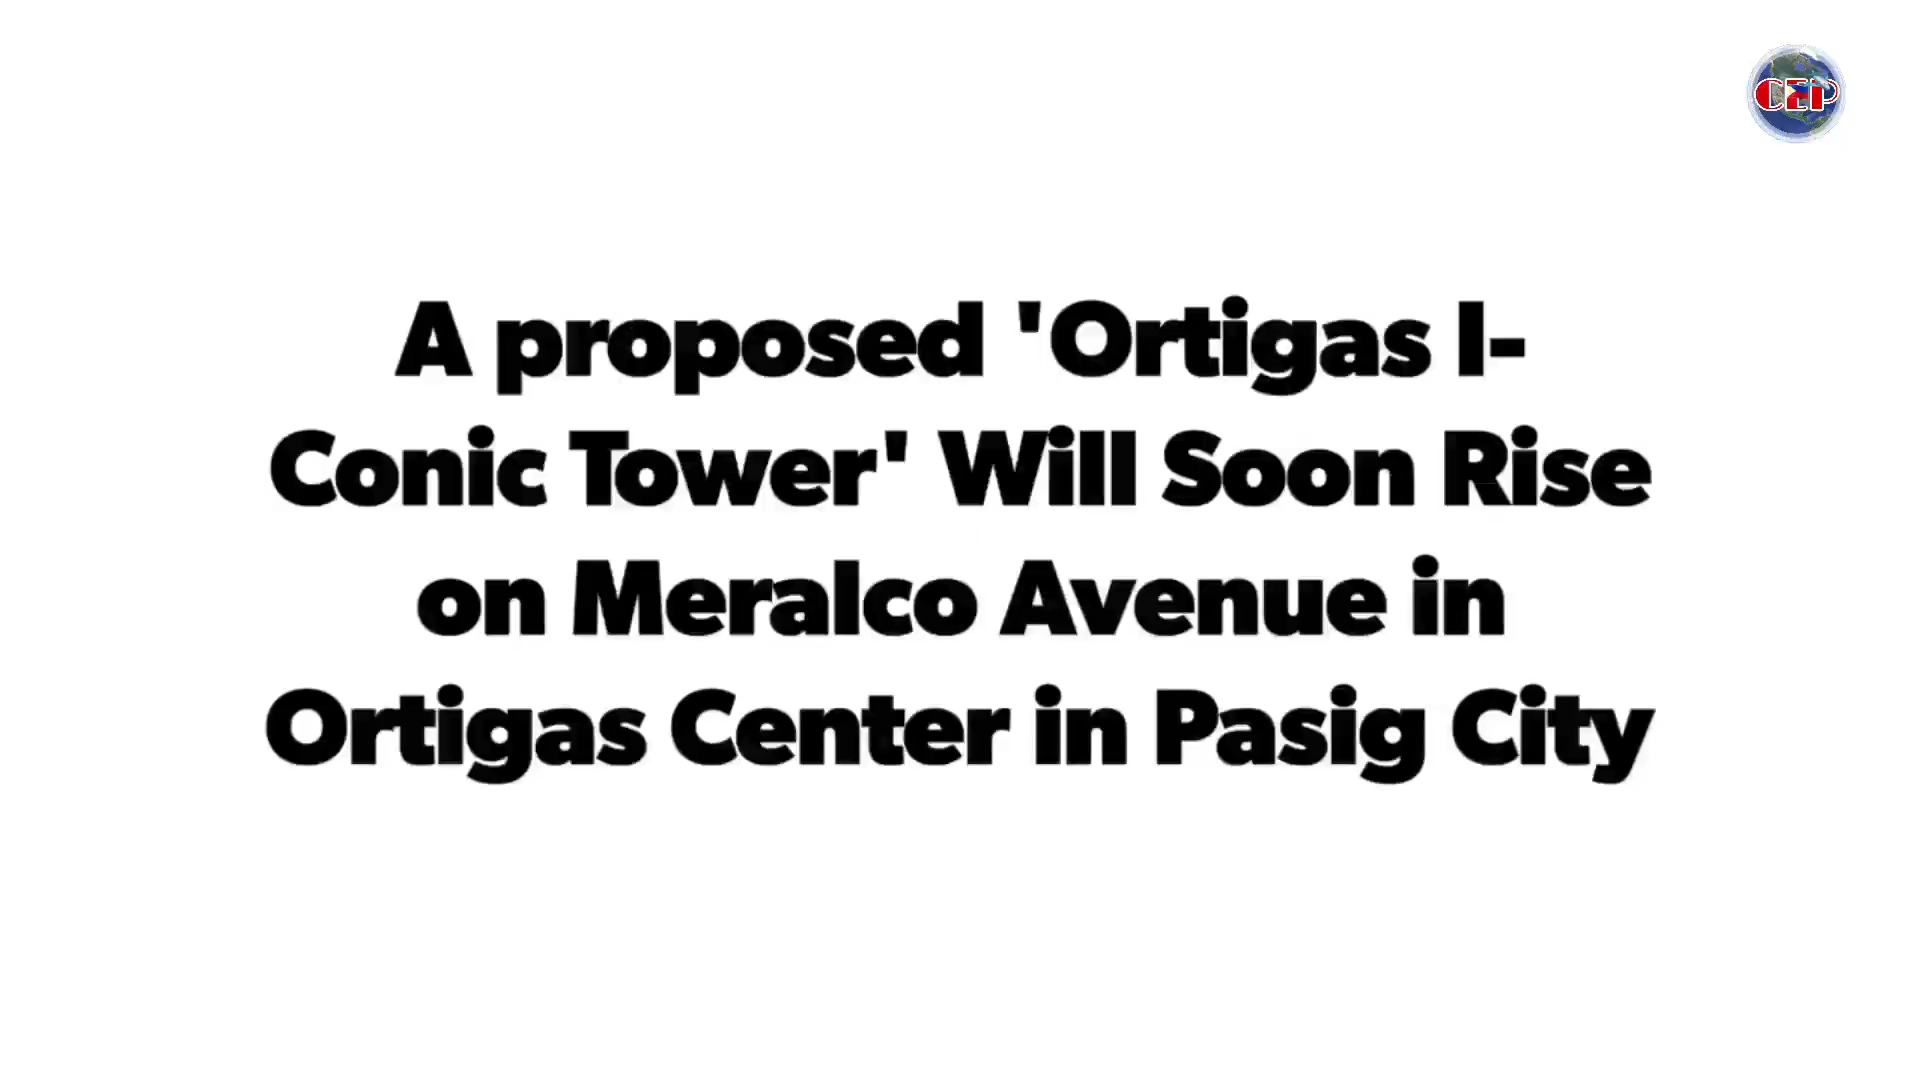 CEP
A proposed 'Ortigas I-
Conic Tower' Will Soon Rise
on Meralco Avenue in
Ortigas Center in Pasig City